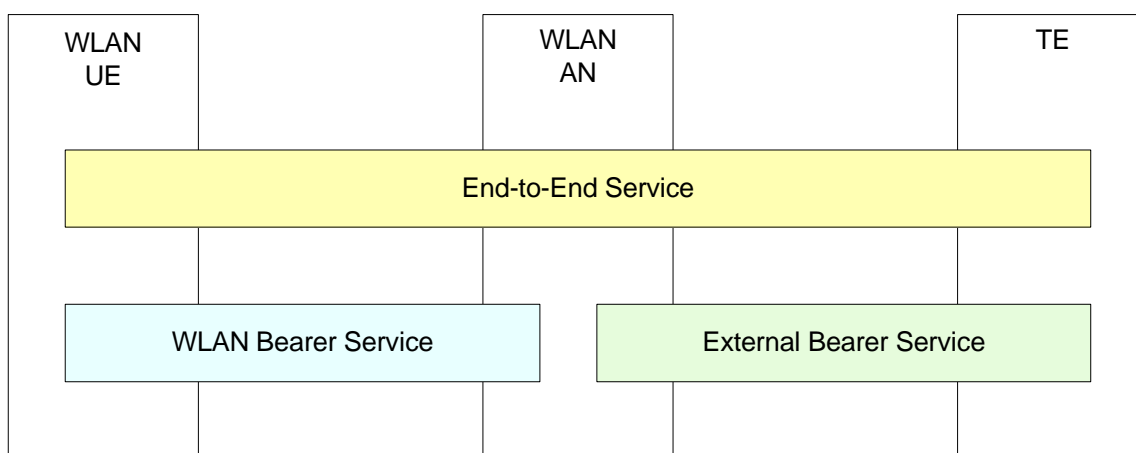 WLAN
UE
WLAN
AN
TE
End-to-End Service
WLAN Bearer Service
External Bearer Service